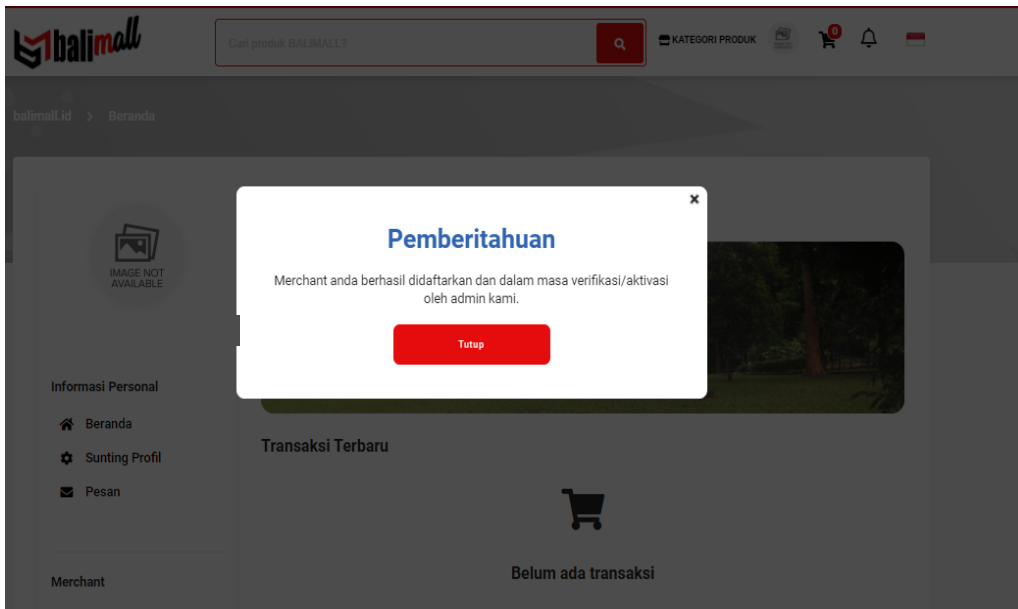 balimall
Cari produk BALIMALL?
KATEGORI PRODUK
0
balimall.id > Beranda
IMAGE NOT
AVAILABLE
Pemberitahuan
Merchant anda berhasil didaftarkan dan dalam masa verifikasi/aktivasi
oleh admin kami.
Tutup
Informasi Personal
Beranda
Sunting Profil
Pesan
Merchant
Transaksi Terbaru
Belum ada transaksi